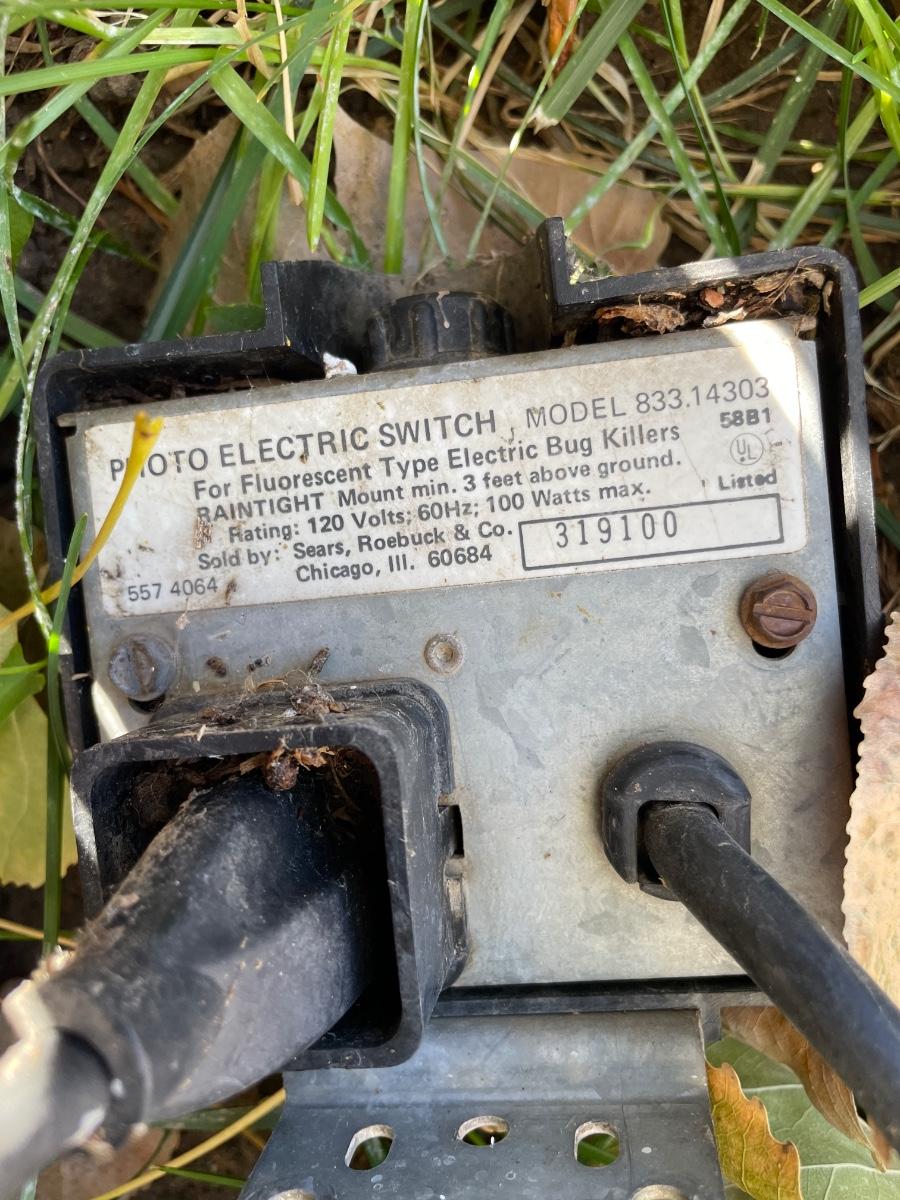 PHOTO ELECTRIC SWITCH, MODEL 833.14303
For Fluorescent Type Electric Bug Killers
58B1
RAINTIGHT Mount min. 3 feet above ground.
UL
Rating: 120 Volts; 60Hz; 100 Watts max.
Listed
Sold by: Sears, Roebuck & Co.
319100
Chicago, Ill. 60684
557 4064